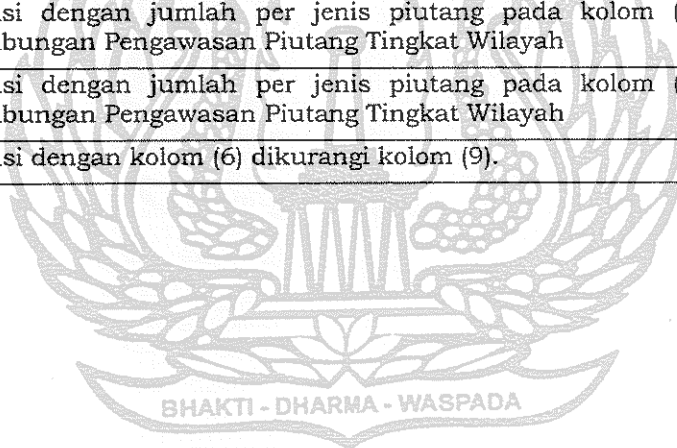 si dengan jumlah per jenis piutang pada kolom (
bungan Pengawasan Piutang Tingkat Wilayah
si dengan jumlah per jenis piutang pada kolom (
bungan Pengawasan Piutang Tingkat Wilayah
si dengan kolom (6) dikurangi kolom (9).
BHAKTI - DHARMA - WASPADA